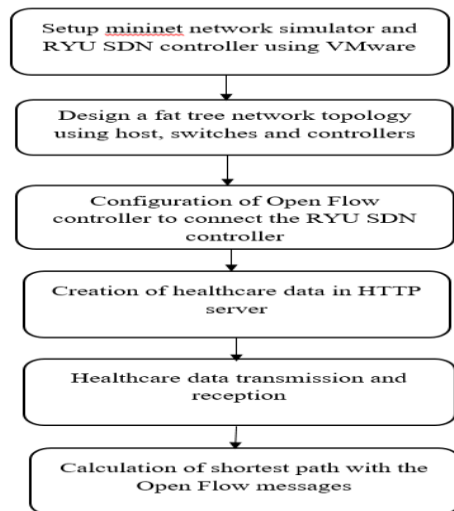 Setup mininet network simulator and
RYU SDN controller using VMware
Design a fat tree network topology
using host, switches and controllers
Configuration of Open Flow
controller to connect the RYU SDN
controller
Creation of healthcare data in HTTP
server
Healthcare data transmission and
reception
Calculation of shortest path with the
Open Flow messages